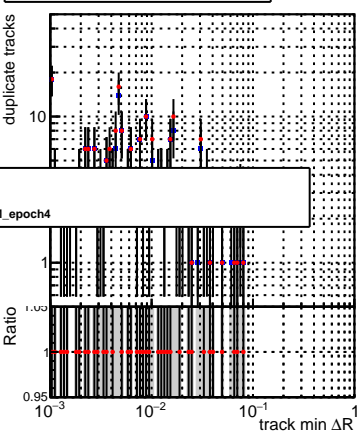 duplicate tracks
10
l_epoch4
1
1.05
Ratio
1
0.95
10⁻³ 10⁻² 10⁻¹ 1
track min ΔR